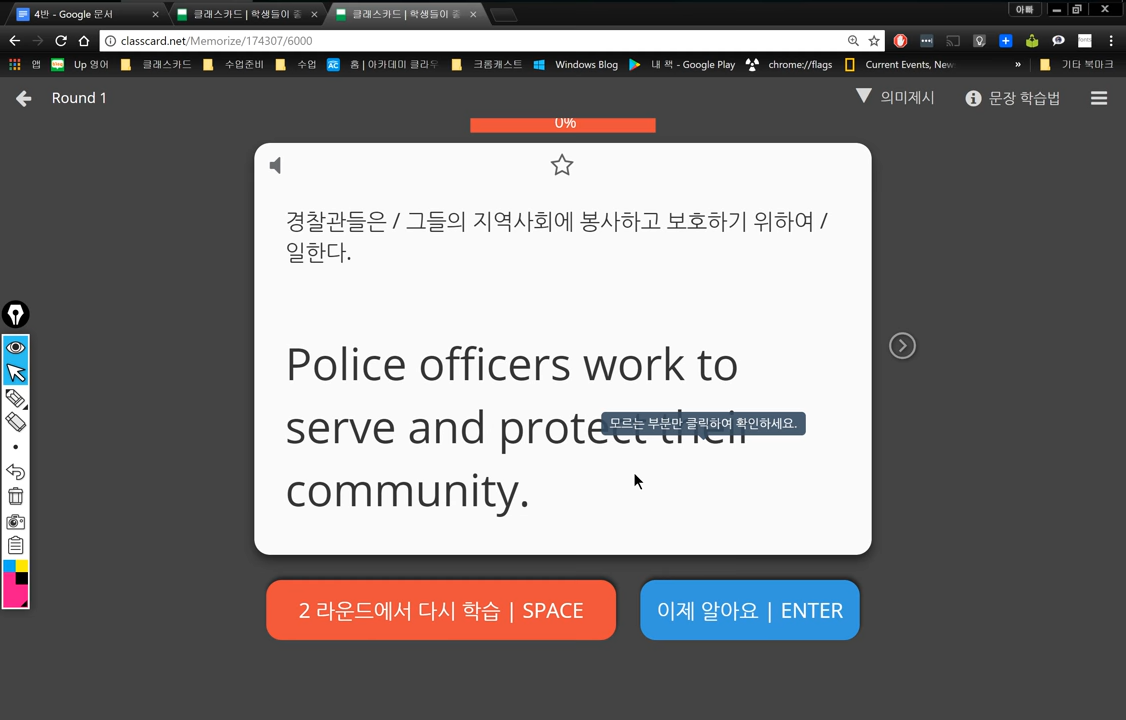 4반 - Google 문서
클래스카드 | 학생들이 좋
클래스카드 | 학생들이 좋
아빠
classcard.net/Memorize/174307/6000
앱 Up 영어 클래스카드 수업준비 수업 홈 | 아카데미 클라우 크롬캐스트 Windows Blog 내 책 - Google Play chrome://flags Current Events, New » 기타 북마크
Round 1
의미제시
문장 학습법
0%
경찰관들은 / 그들의 지역사회에 봉사하고 보호하기 위하여 /
일한다.
Police officers work to
serve and protect their
모르는 부분만 클릭하여 확인하세요.
community.
2 라운드에서 다시 학습 | SPACE
이제 알아요 | ENTER